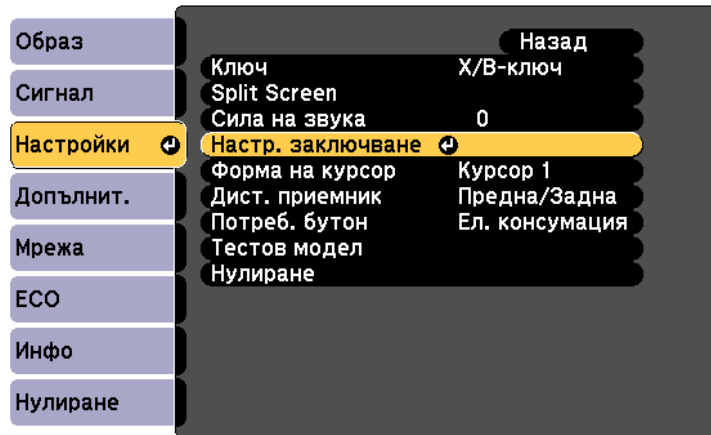 Образ
Сигнал
Настройки
Допълнит.
Мрежа
ECO
Инфо
Нулиране
Назад
Ключ Х/В-ключ
Split Screen
Сила на звука 0
Настр. заключване
Форма на курсор Курсор 1
Дист. приемник Предна/Задна
Потреб. бутон Ел. консумация
Тестов модел
Нулиране